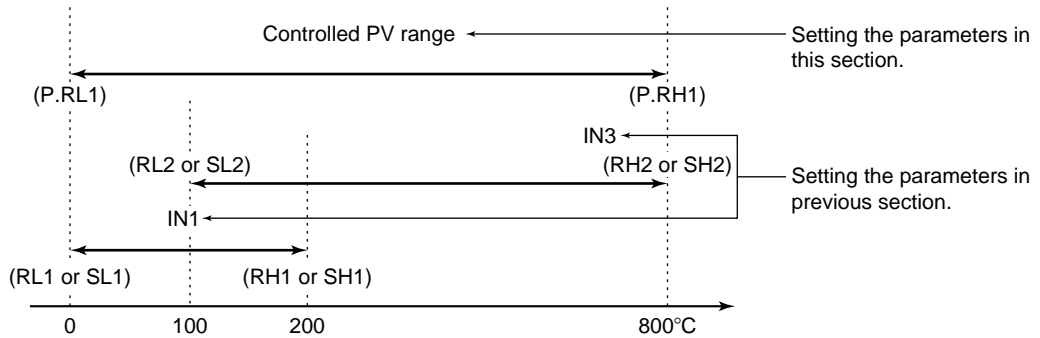 Controlled PV range
Setting the parameters in
this section.
(P.RL1)
(P.RH1)
IN3
(RL2 or SL2)
(RH2 or SH2)
Setting the parameters in
previous section.
IN1
(RL1 or SL1)
(RH1 or SH1)
0
100
200
800°C